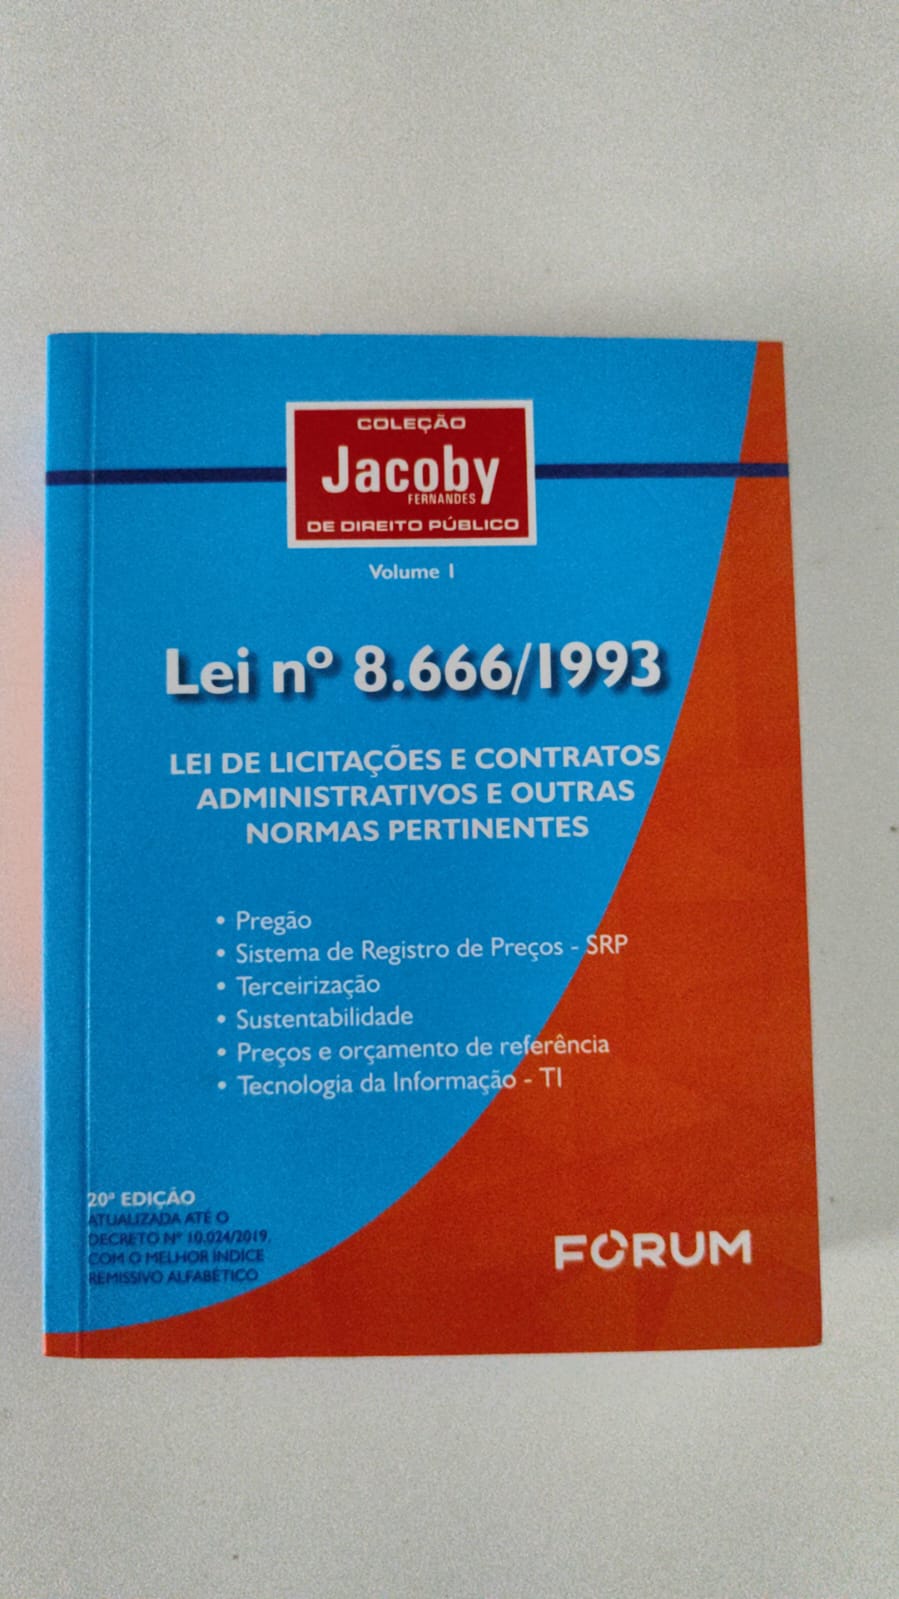 COLEÇÃO
Jacoby
FERNANDES
DE DIREITO PÚBLICO
Volume I
Lei nº 8.666/1993
LEI DE LICITAÇÕES E CONTRATOS
ADMINISTRATIVOS E OUTRAS
NORMAS PERTINENTES
• Pregão
• Sistema de Registro de Preços - SRP
• Terceirização
• Sustentabilidade
• Preços e orçamento de referência
• Tecnologia da Informação - TI
20ª EDIÇÃO
ATUALIZADA ATÉ O
DECRETO Nº 10.024/2019,
COM O MELHOR ÍNDICE
REMISSIVO ALFABÉTICO
FÓRUM